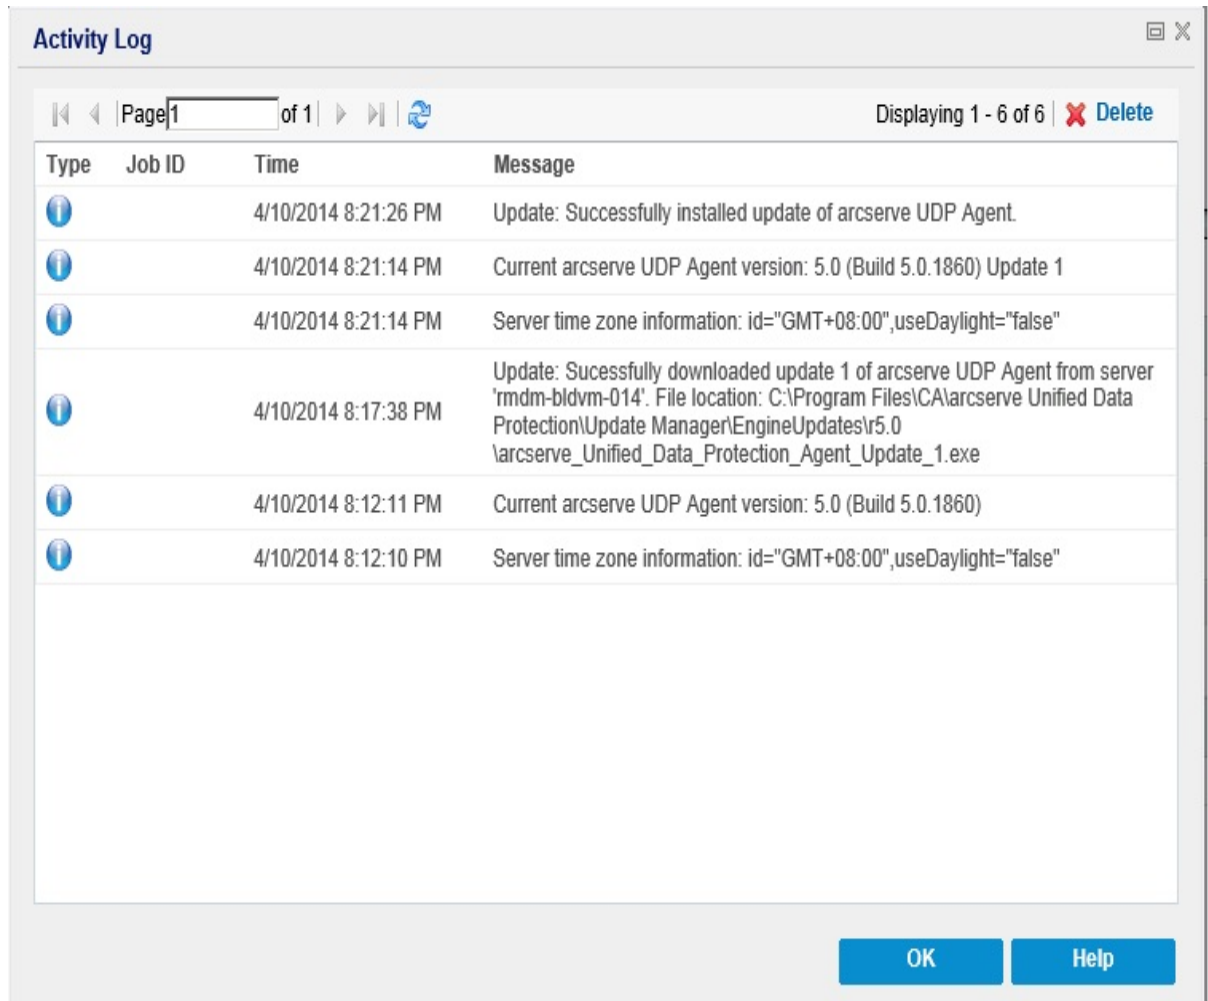 Activity Log
Page 1 of 1 Displaying 1 - 6 of 6 Delete
Type Job ID Time Message
4/10/2014 8:21:26 PM Update: Successfully installed update of arcserve UDP Agent.
4/10/2014 8:21:14 PM Current arcserve UDP Agent version: 5.0 (Build 5.0.1860) Update 1
4/10/2014 8:21:14 PM Server time zone information: id="GMT+08:00",useDaylight="false"
Update: Sucessfully downloaded update 1 of arcserve UDP Agent from server
4/10/2014 8:17:38 PM 'rmdm-bldvm-014'. File location: C:\Program Files\CA\arcserve Unified Data
Protection\Update Manager\EngineUpdates\r5.0
\arcserve_Unified_Data_Protection_Agent_Update_1.exe
4/10/2014 8:12:11 PM Current arcserve UDP Agent version: 5.0 (Build 5.0.1860)
4/10/2014 8:12:10 PM Server time zone information: id="GMT+08:00",useDaylight="false"
OK Help